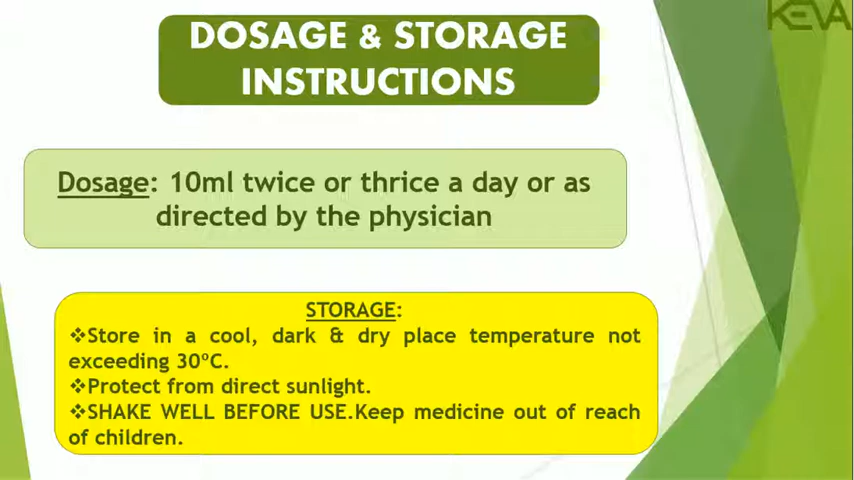 KEVA
DOSAGE & STORAGE
INSTRUCTIONS
Dosage: 10ml twice or thrice a day or as
directed by the physician
STORAGE:
❖Store in a cool, dark & dry place temperature not
exceeding 30ºC.
❖Protect from direct sunlight.
❖SHAKE WELL BEFORE USE.Keep medicine out of reach
of children.